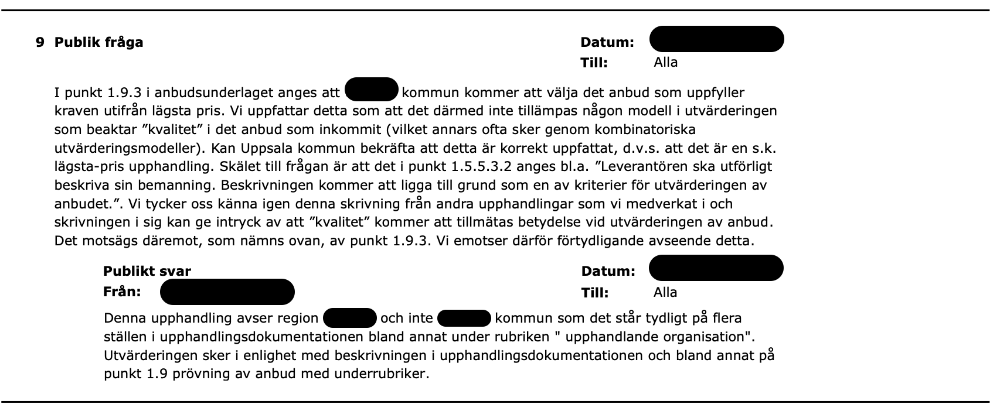 9 Publik fråga
Datum:
Till: Alla
I punkt 1.9.3 i anbudsunderlaget anges att kommun kommer att välja det anbud som uppfyller
kraven utifrån lägsta pris. Vi uppfattar detta som att det därmed inte tillämpas någon modell i utvärderingen
som beaktar ”kvalitet” i det anbud som inkommit (vilket annars ofta sker genom kombinatoriska
utvärderingsmodeller). Kan Uppsala kommun bekräfta att detta är korrekt uppfattat, d.v.s. att det är en s.k.
lägsta-pris upphandling. Skälet till frågan är att det i punkt 1.5.5.3.2 anges bl.a. ”Leverantören ska utförligt
beskriva sin bemanning. Beskrivningen kommer att ligga till grund som en av kriterier för utvärderingen av
anbudet.”. Vi tycker oss känna igen denna skrivning från andra upphandlingar som vi medverkat i och
skrivningen i sig kan ge intryck av att ”kvalitet” kommer att tillmätas betydelse vid utvärderingen av anbud.
Det motsägs däremot, som nämns ovan, av punkt 1.9.3. Vi emotser därför förtydligande avseende detta.
Publikt svar
Datum:
Från:
Till: Alla
Denna upphandling avser region och inte kommun som det står tydligt på flera
ställen i upphandlingsdokumentationen bland annat under rubriken " upphandlande organisation".
Utvärderingen sker i enlighet med beskrivningen i upphandlingsdokumentationen och bland annat på
punkt 1.9 prövning av anbud med underrubriker.